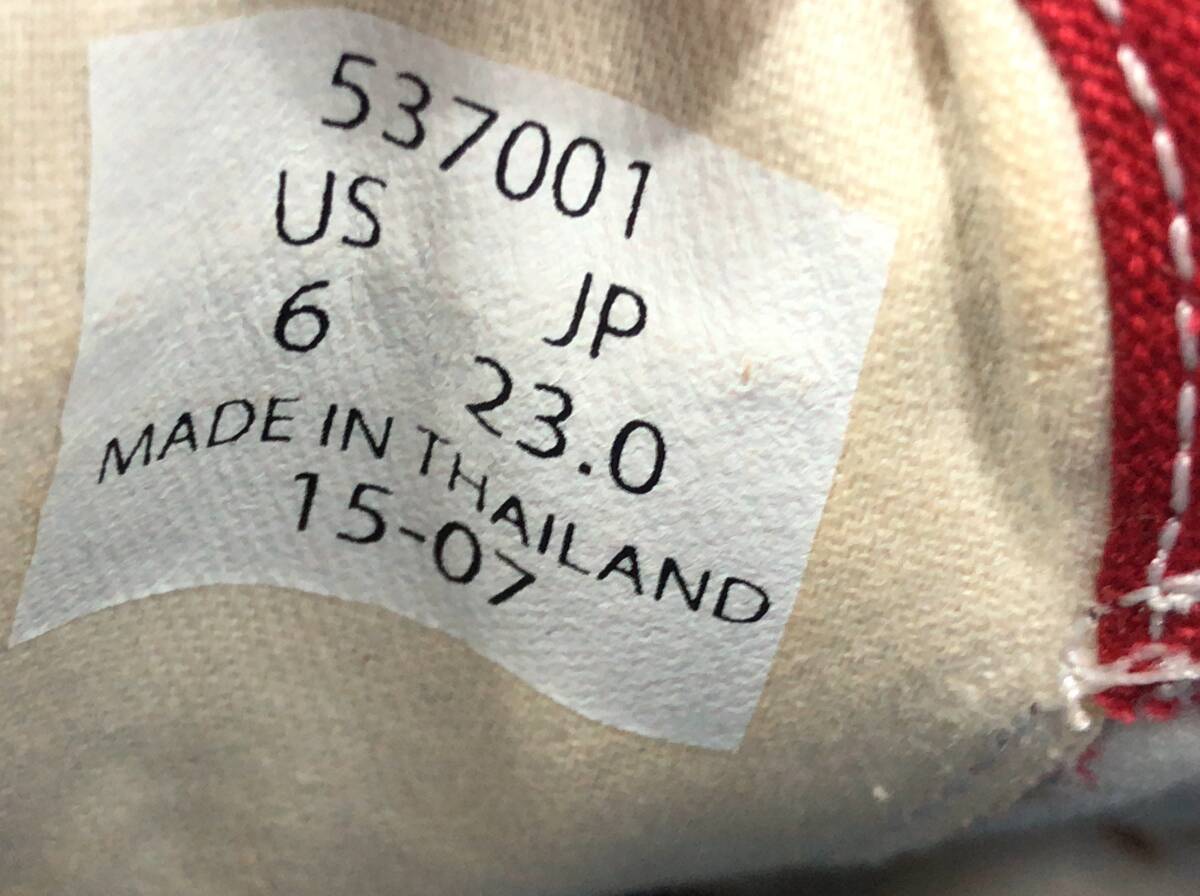 537001
US JP
6 23.0
MADE IN THAILAND
15-07